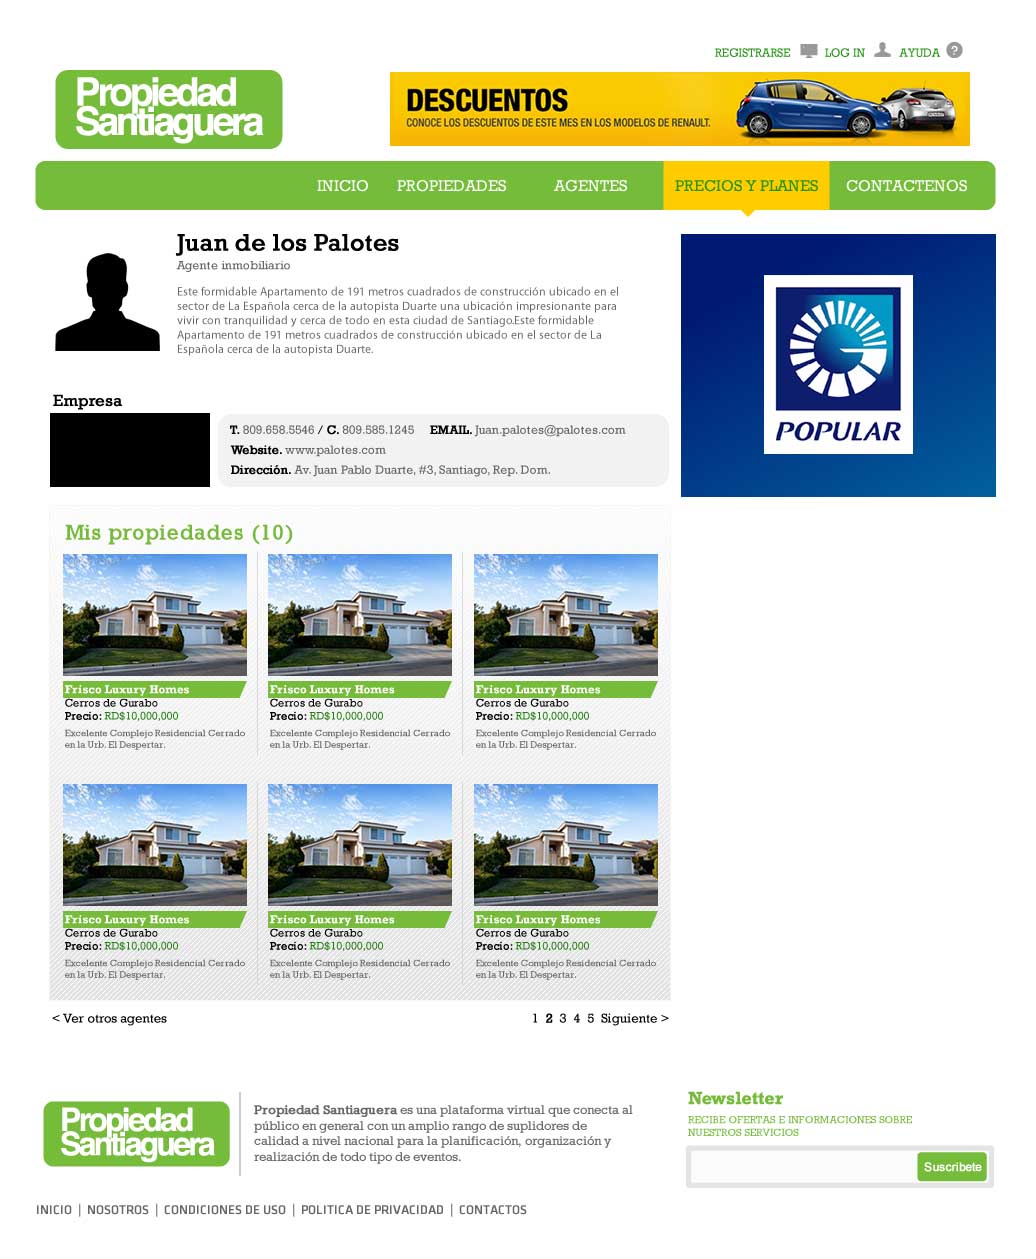 REGISTRARSE LOG IN AYUDA ?
Propiedad
Santiaguera
DESCUENTOS
CONOCE LOS DESCUENTOS DE ESTE MES EN LOS MODELOS DE RENAULT.
INICIO PROPIEDADES AGENTES PRECIOS Y PLANES CONTACTENOS
Juan de los Palotes
Agente inmobiliario
Este formidable Apartamento de 191 metros cuadrados de construcción ubicado en el
sector de La Española cerca de la autopista Duarte una ubicación impresionante para
vivir con tranquilidad y cerca de todo en esta ciudad de Santiago.Este formidable
Apartamento de 191 metros cuadrados de construcción ubicado en el sector de La
Española cerca de la autopista Duarte.
POPULAR
Empresa
T. 809.658.5546 / C. 809.585.1245 EMAIL. Juan.palotes@palotes.com
Website. www.palotes.com
Dirección. Av. Juan Pablo Duarte, #3, Santiago, Rep. Dom.
Mis propiedades (10)
Frisco Luxury Homes
Cerros de Gurabo
Precio: RD$10,000,000
Excelente Complejo Residencial Cerrado
en la Urb. El Despertar.
Frisco Luxury Homes
Cerros de Gurabo
Precio: RD$10,000,000
Excelente Complejo Residencial Cerrado
en la Urb. El Despertar.
Frisco Luxury Homes
Cerros de Gurabo
Precio: RD$10,000,000
Excelente Complejo Residencial Cerrado
en la Urb. El Despertar.
Frisco Luxury Homes
Cerros de Gurabo
Precio: RD$10,000,000
Excelente Complejo Residencial Cerrado
en la Urb. El Despertar.
Frisco Luxury Homes
Cerros de Gurabo
Precio: RD$10,000,000
Excelente Complejo Residencial Cerrado
en la Urb. El Despertar.
Frisco Luxury Homes
Cerros de Gurabo
Precio: RD$10,000,000
Excelente Complejo Residencial Cerrado
en la Urb. El Despertar.
< Ver otros agentes
1 2 3 4 5 Siguiente >
Propiedad
Santiaguera
Propiedad Santiaguera es una plataforma virtual que conecta al
público en general con un amplio rango de suplidores de
calidad a nivel nacional para la planificación, organización y
realización de todo tipo de eventos.
Newsletter
RECIBE OFERTAS E INFORMACIONES SOBRE
NUESTROS SERVICIOS
Suscribete
INICIO | NOSOTROS | CONDICIONES DE USO | POLITICA DE PRIVACIDAD | CONTACTOS